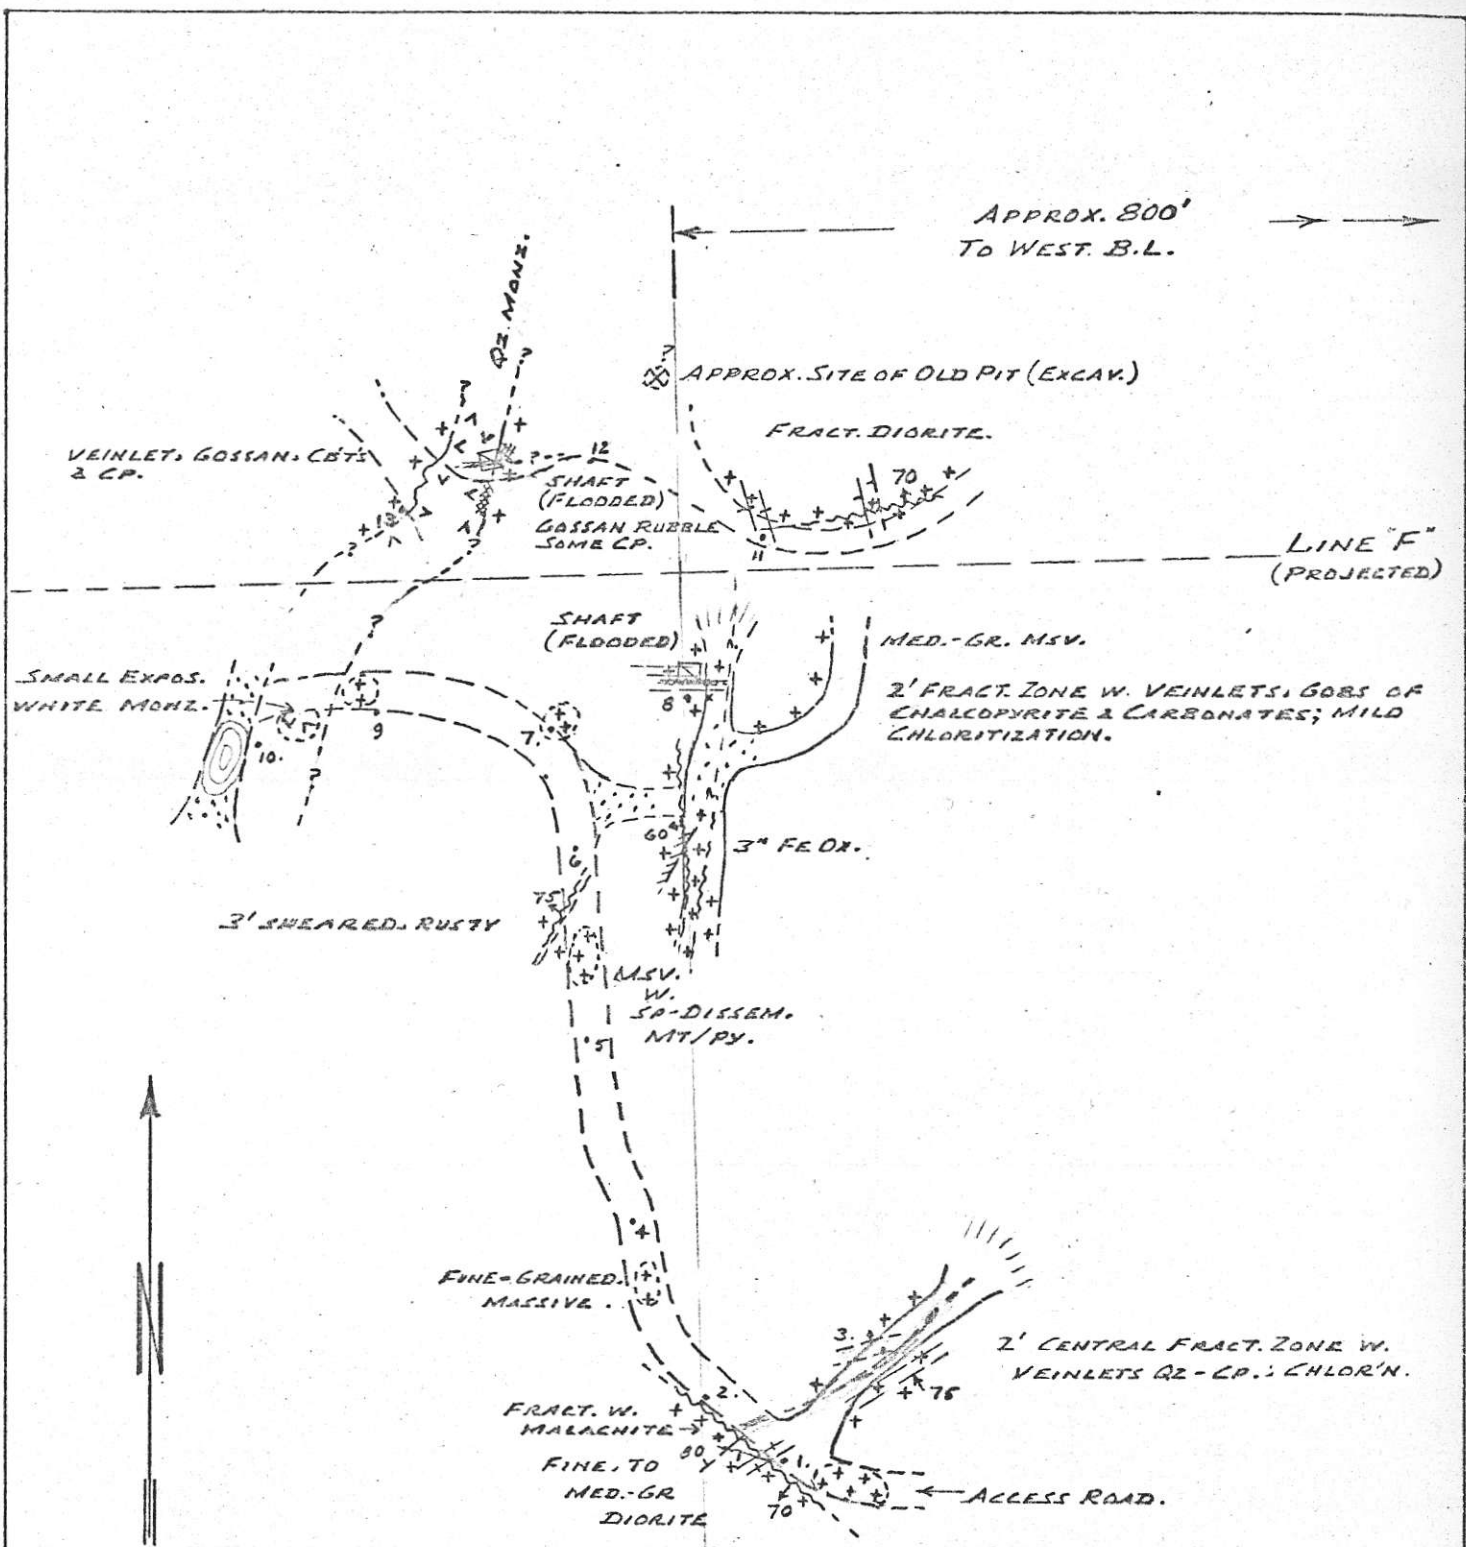 APPROX. 800'
TO WEST. B.L.
QZ. MONZ.
?
?
?
APPROX. SITE OF OLD PIT (EXCAV.)
FRACT. DIORITE.
VEINLET, GOSSAN, CBT'S
& CP.
?
12
70
SHAFT
(FLOODED)
GOSSAN RUBBLE
SOME CP.
13
11
?
?
LINE "F"
(PROJECTED)
?
SHAFT
(FLOODED)
MED.-GR. MSV.
SMALL EXPOS.
WHITE MONZ.
8
9
7.
10.
?
2' FRACT. ZONE W. VEINLETS, GOBS OF
CHALCOPYRITE & CARBONATES; MILD
CHLORITIZATION.
60
3" FE OX.
6
75
3' SHEARED, RUSTY
MSV.
W.
SP-DISSEM.
MT/PY.
5
4
N
FINE-GRAINED.
MASSIVE.
3.
2' CENTRAL FRACT. ZONE W.
VEINLETS QZ-CP.; CHLOR'N.
75
2.
FRACT. W.
MALACHITE
80
1.
FINE, TO
MED.-GR
DIORITE
70
ACCESS ROAD.